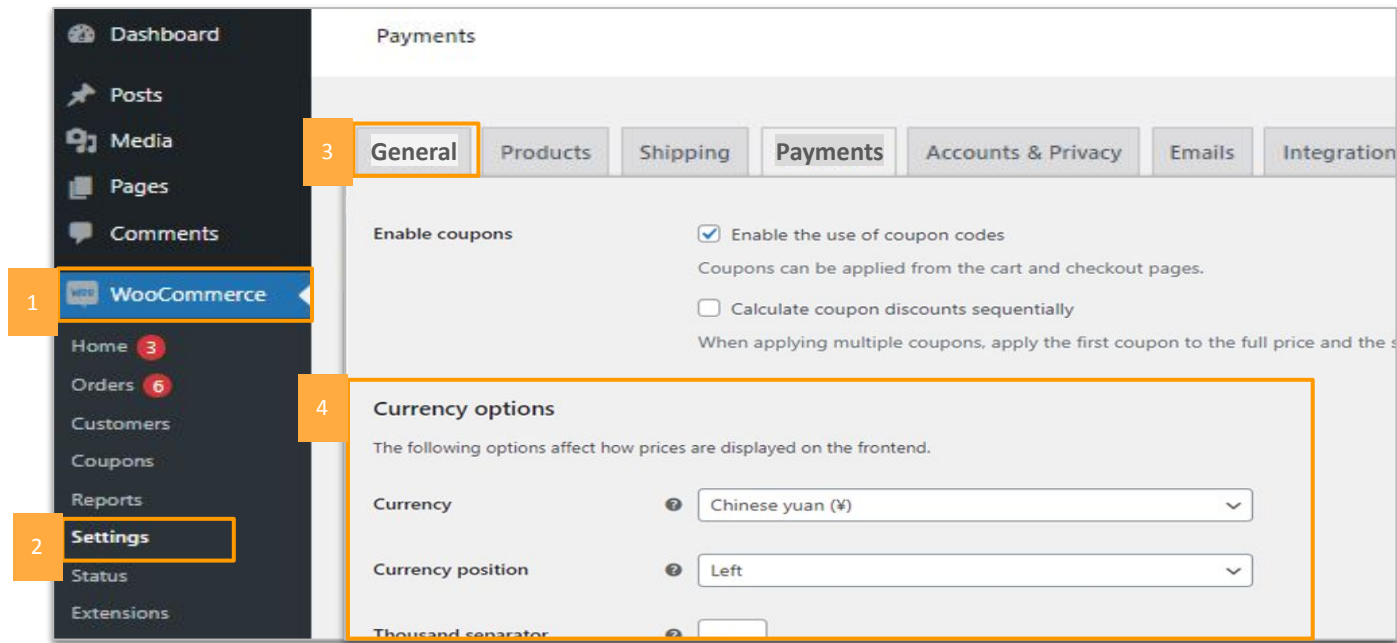 Dashboard
Posts
Media
Pages
Comments
1
WooCommerce
Home 3
Orders 6
Customers
Coupons
Reports
2
Settings
Status
Extensions
Payments
3
General Products Shipping Payments Accounts & Privacy Emails Integration
Enable coupons
Enable the use of coupon codes
Coupons can be applied from the cart and checkout pages.
Calculate coupon discounts sequentially
When applying multiple coupons, apply the first coupon to the full price and the s
4
Currency options
The following options affect how prices are displayed on the frontend.
Currency
Chinese yuan (¥)
Currency position
Left
Thousand separator